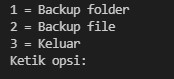 1 = Backup folder
2 = Backup file
3 = Keluar
Ketik opsi: